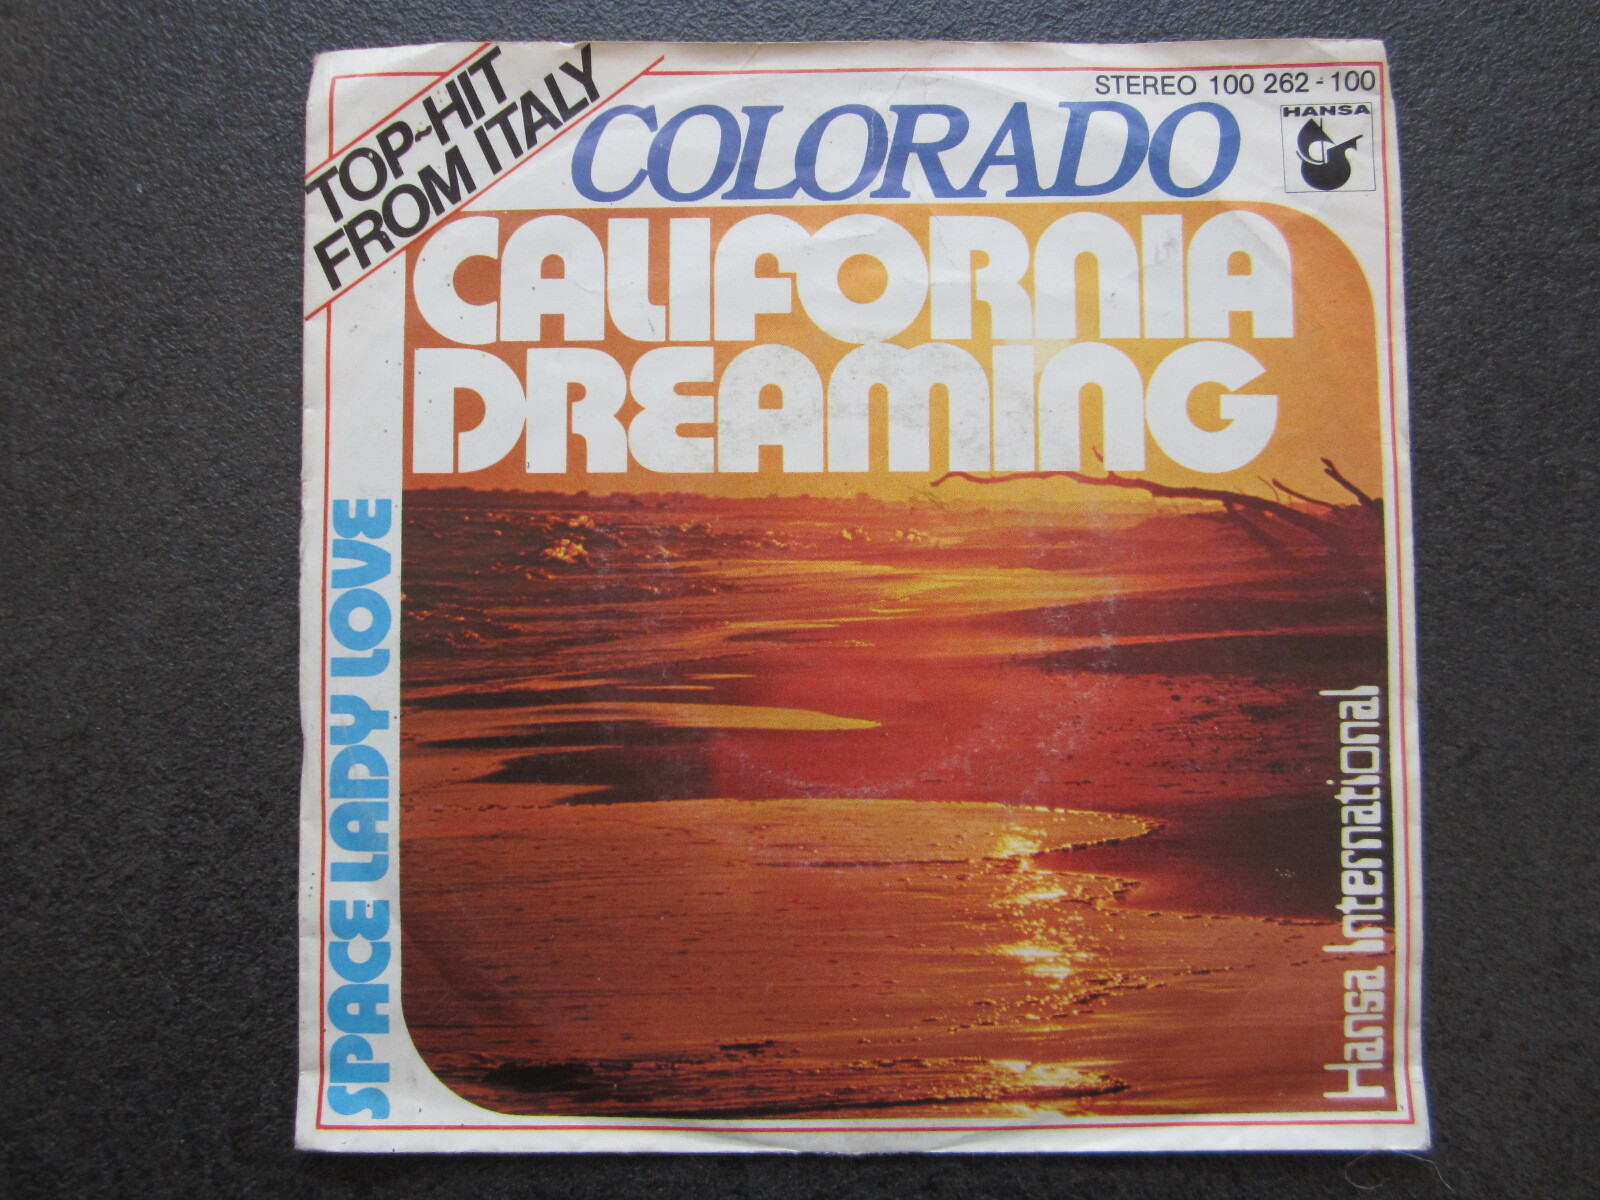 TOP-HIT
FROM ITALY
STEREO 100 262-100
HANSA
COLORADO
CALIFORNIA
DREAMING
SPACE LADY LOVE
Hansa International